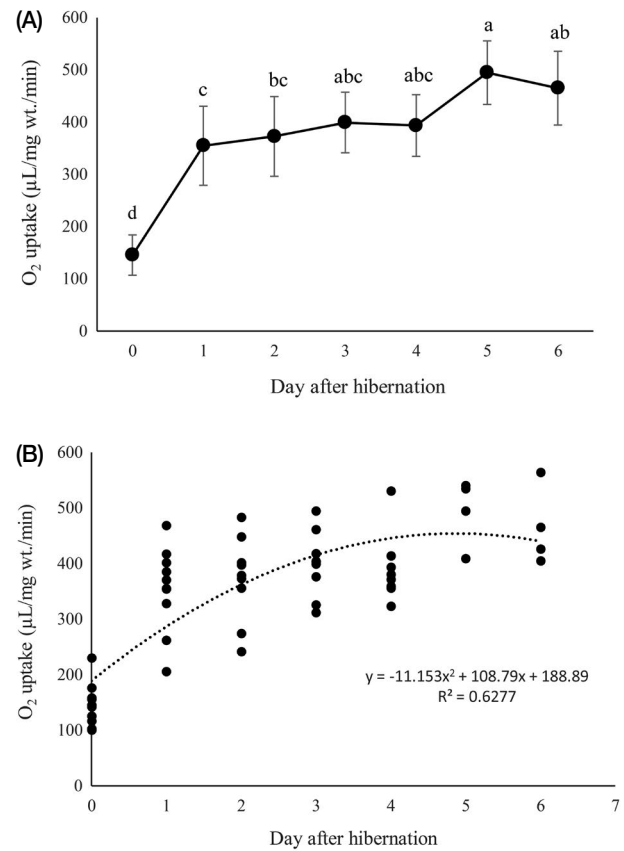 (A)
600
500
400
300
200
100
0
O₂ uptake (µL/mg wt./min)
d
c
bc
abc
abc
a
ab
0 1 2 3 4 5 6
Day after hibernation
(B)
600
500
400
300
200
100
0
O₂ uptake (µL/mg wt./min)
y = -11.153x² + 108.79x + 188.89
R² = 0.6277
0 1 2 3 4 5 6 7
Day after hibernation